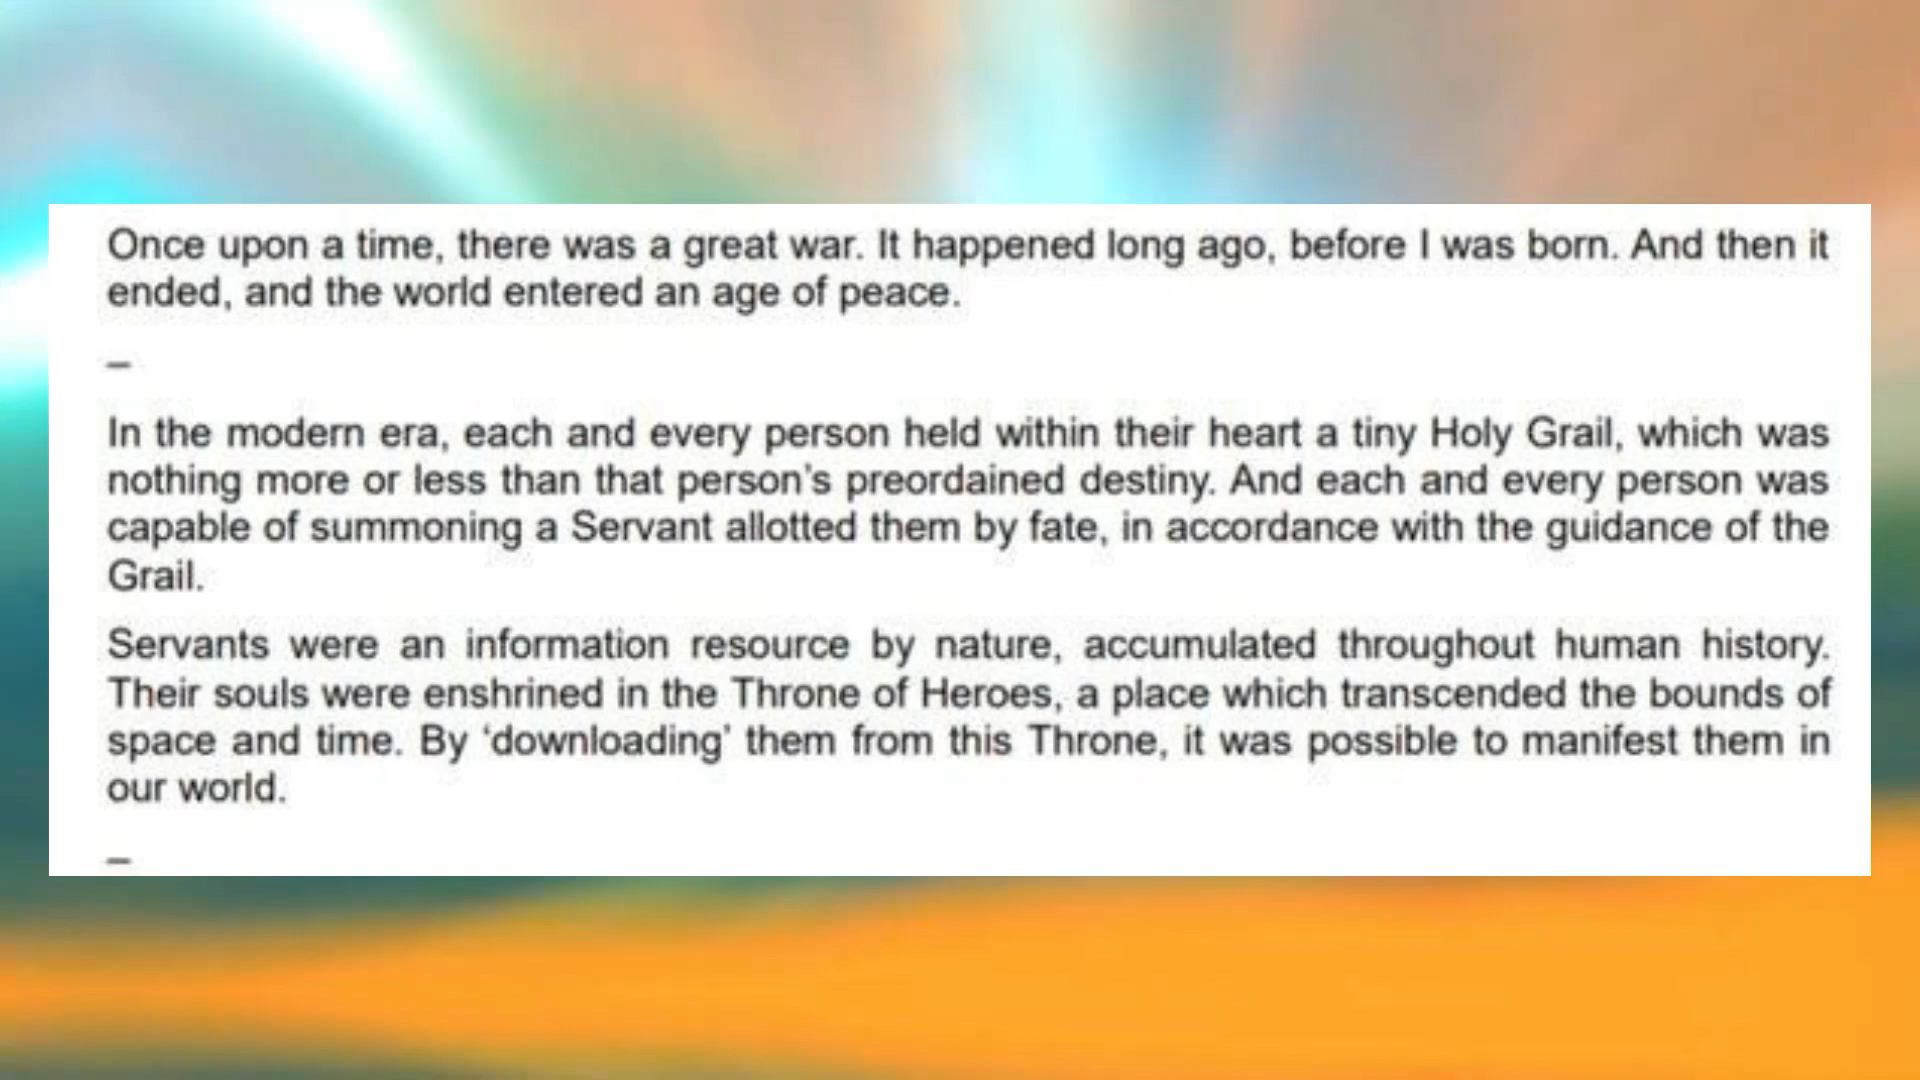 Once upon a time, there was a great war. It happened long ago, before I was born. And then it
ended, and the world entered an age of peace.
–
In the modern era, each and every person held within their heart a tiny Holy Grail, which was
nothing more or less than that person’s preordained destiny. And each and every person was
capable of summoning a Servant allotted them by fate, in accordance with the guidance of the
Grail.
Servants were an information resource by nature, accumulated throughout human history.
Their souls were enshrined in the Throne of Heroes, a place which transcended the bounds of
space and time. By ‘downloading’ them from this Throne, it was possible to manifest them in
our world.
–